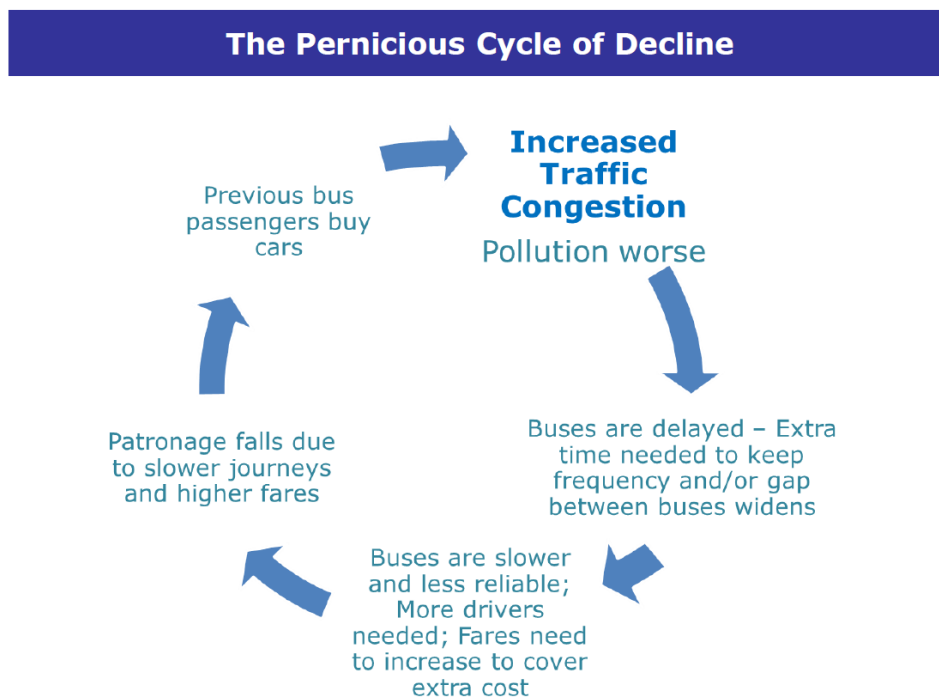 The Pernicious Cycle of Decline
Increased
Traffic
Congestion
Pollution worse
Buses are delayed – Extra
time needed to keep
frequency and/or gap
between buses widens
Buses are slower
and less reliable;
More drivers
needed; Fares need
to increase to cover
extra cost
Patronage falls due
to slower journeys
and higher fares
Previous bus
passengers buy
cars